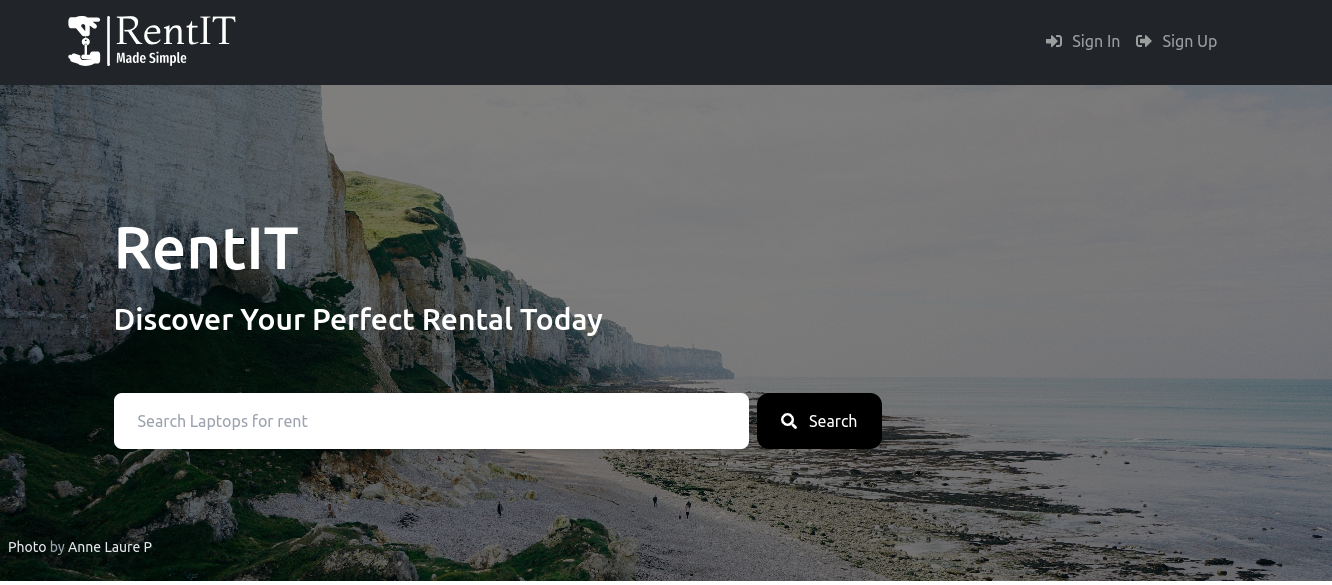 RentIT
Made Simple
Sign In
Sign Up
RentIT
Discover Your Perfect Rental Today
Search Laptops for rent
Search
Photo by Anne Laure P